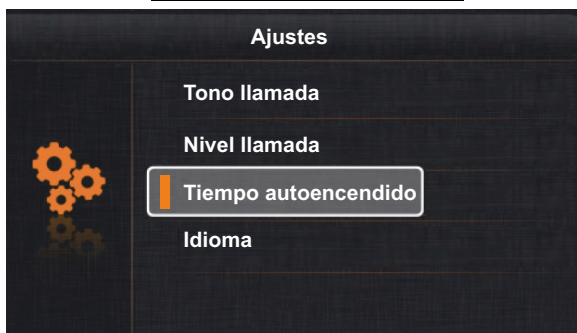 Ajustes
Tono llamada
Nivel llamada
Tiempo autoencendido
Idioma